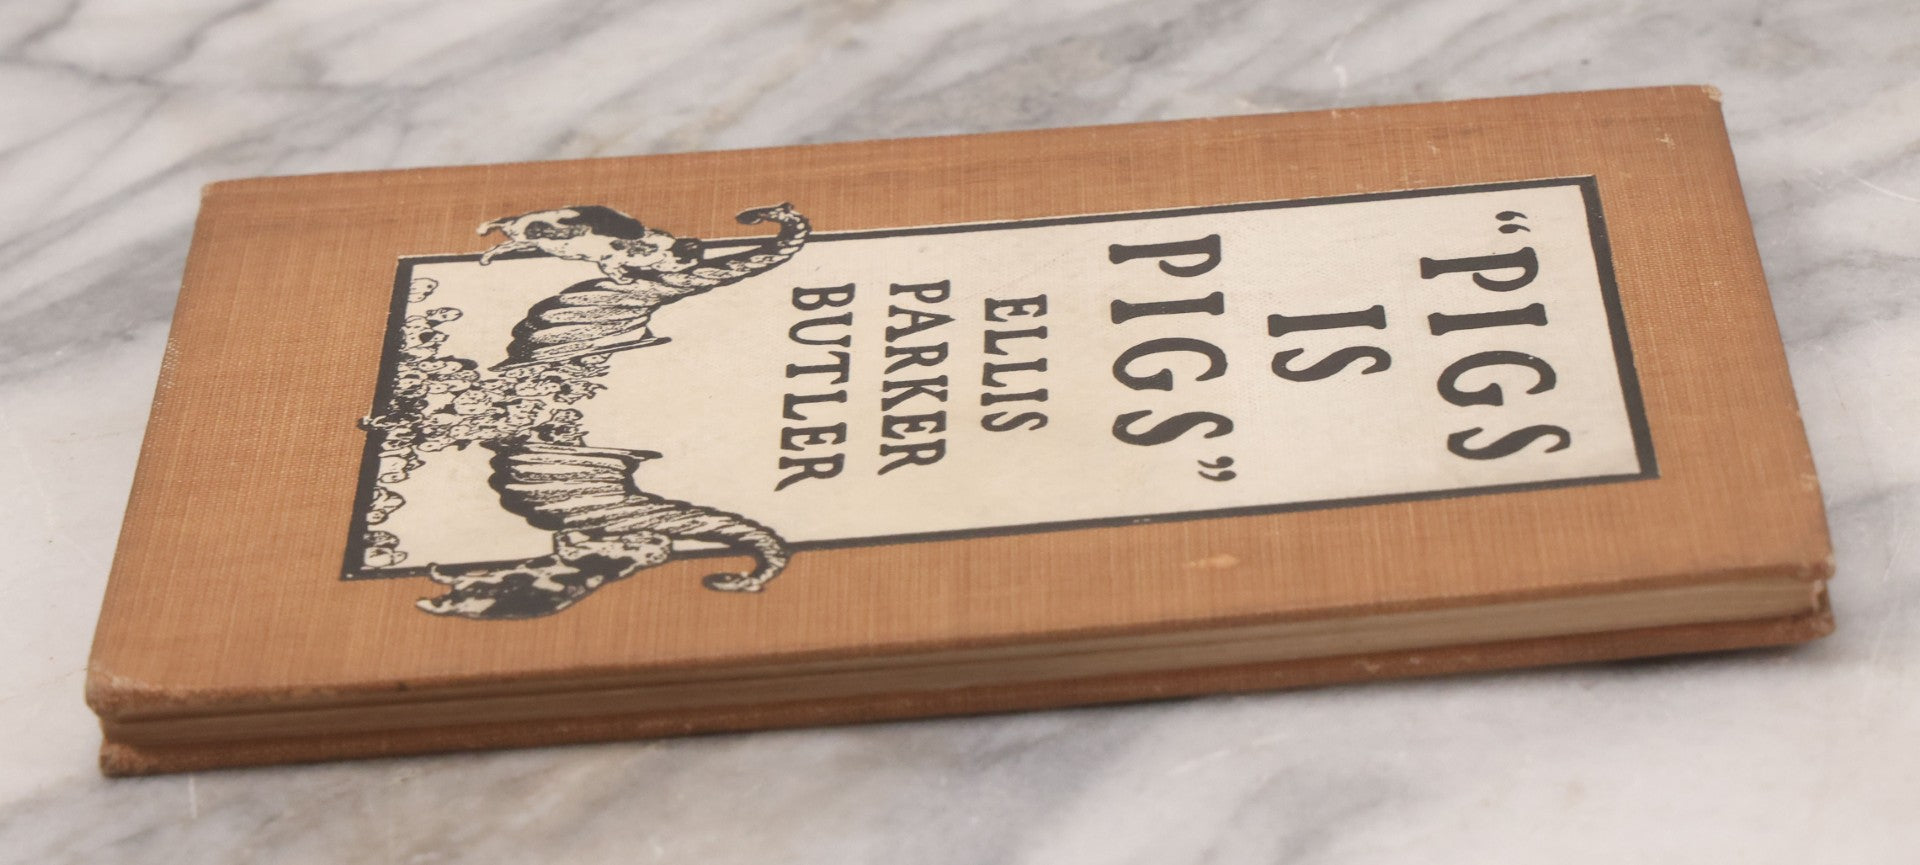 “PIGS
IS
PIGS”
ELLIS
PARKER
BUTLER